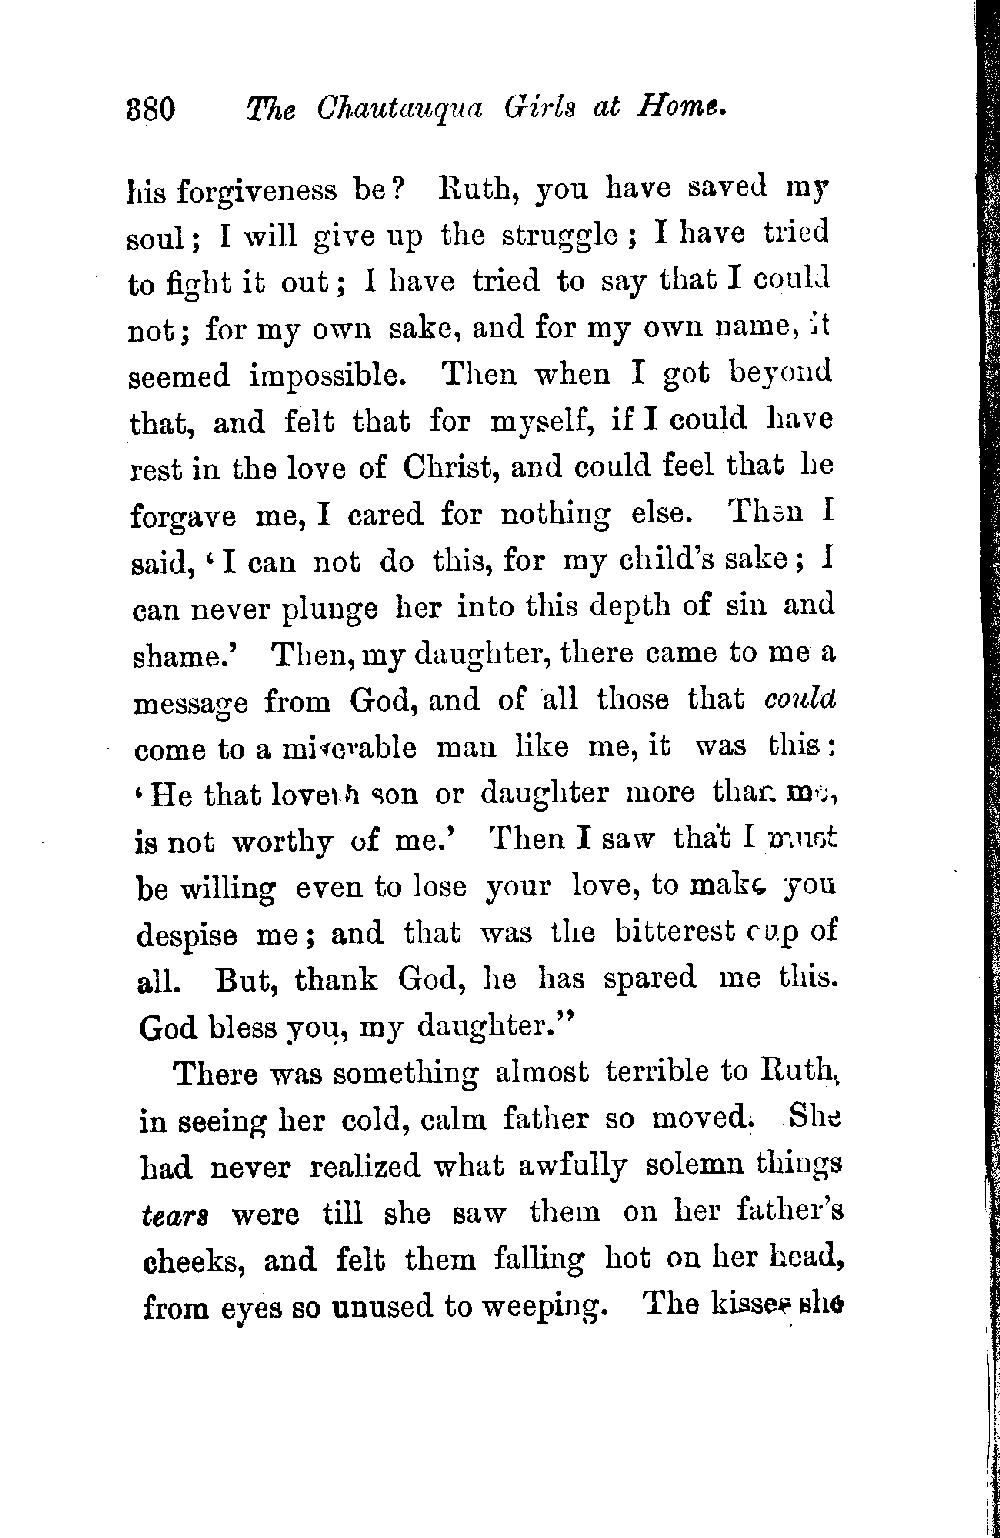 380 The Chautauqua Girls at Home.
his forgiveness be? Ruth, you have saved my
soul; I will give up the struggle; I have tried
to fight it out; I have tried to say that I could
not; for my own sake, and for my own name, it
seemed impossible. Then when I got beyond
that, and felt that for myself, if I could have
rest in the love of Christ, and could feel that he
forgave me, I cared for nothing else. Then I
said, ‘I can not do this, for my child’s sake; I
can never plunge her into this depth of sin and
shame.’ Then, my daughter, there came to me a
message from God, and of all those that could
come to a miserable man like me, it was this:
‘He that loveth son or daughter more than me,
is not worthy of me.’ Then I saw that I must
be willing even to lose your love, to make you
despise me; and that was the bitterest cup of
all. But, thank God, he has spared me this.
God bless you, my daughter.”
There was something almost terrible to Ruth,
in seeing her cold, calm father so moved. She
had never realized what awfully solemn things
tears were till she saw them on her father’s
cheeks, and felt them falling hot on her head,
from eyes so unused to weeping. The kisses she